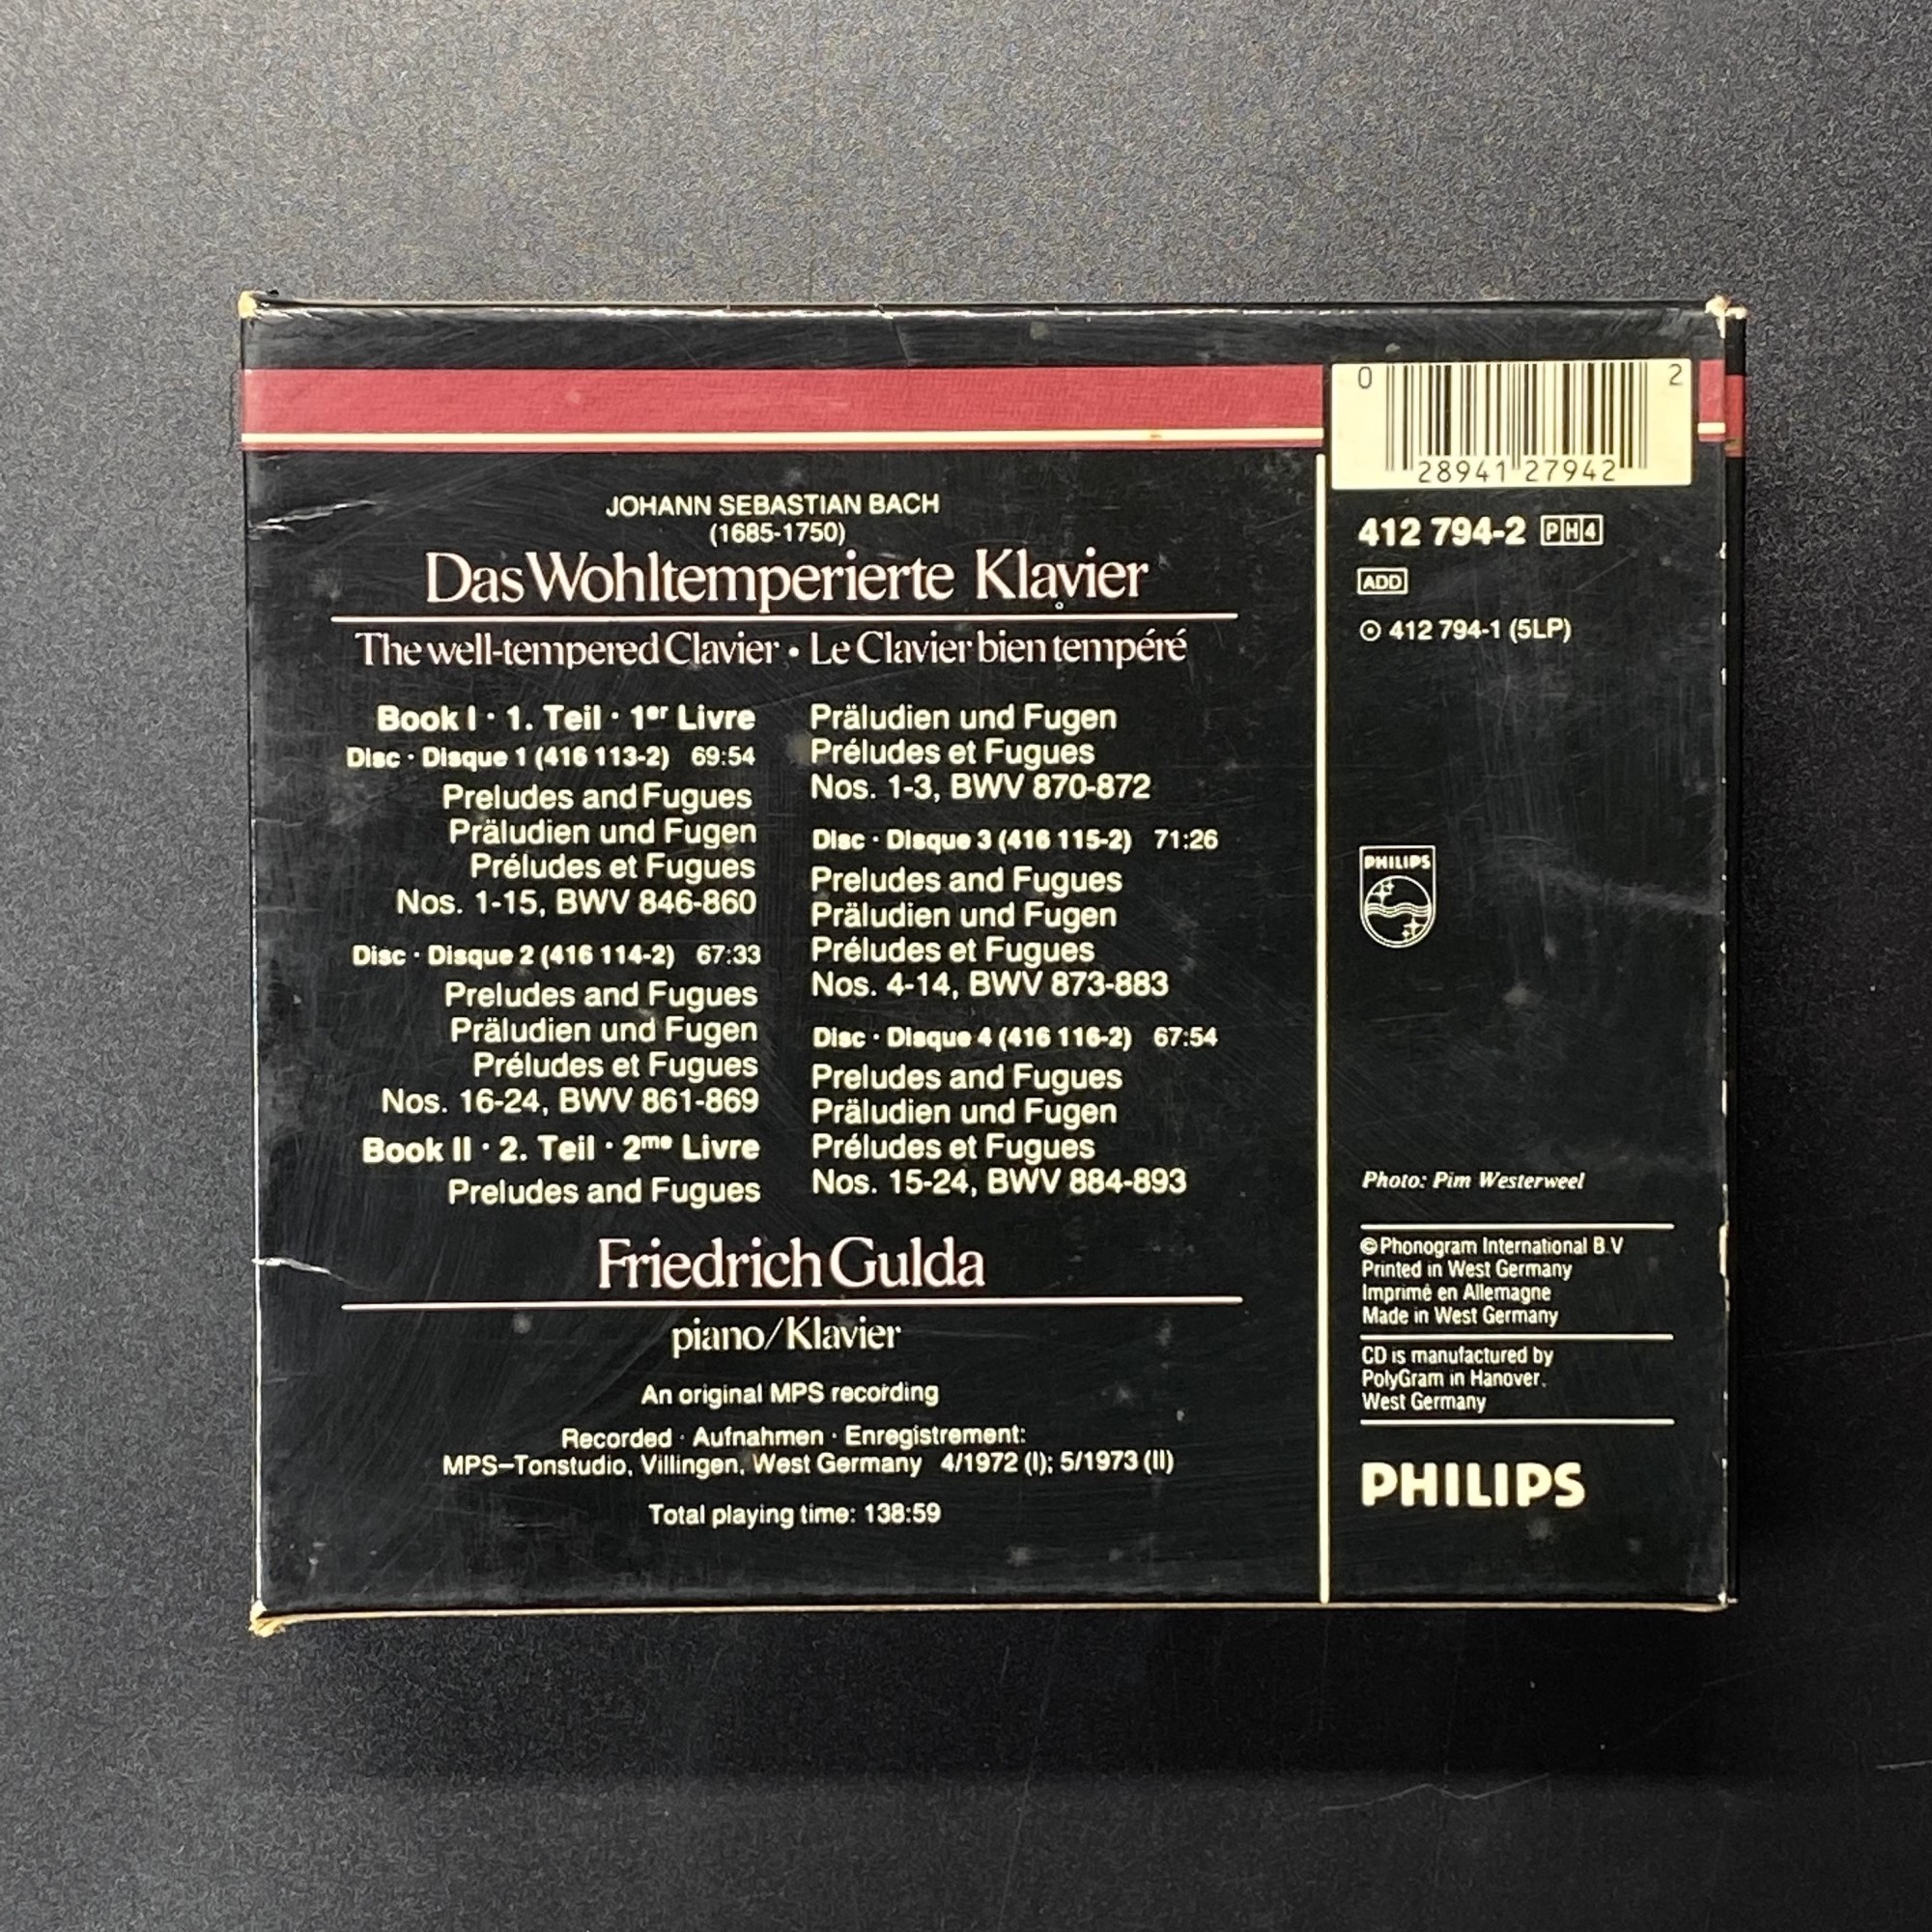 JOHANN SEBASTIAN BACH
(1685-1750)
Das Wohltemperierte Klavier
The well-tempered Clavier • Le Clavier bien tempéré
Book I · 1. Teil · 1er Livre
Disc · Disque 1 (416 113-2) 69:54
Preludes and Fugues
Präludien und Fugen
Préludes et Fugues
Nos. 1-15, BWV 846-860
Disc · Disque 2 (416 114-2) 67:33
Preludes and Fugues
Präludien und Fugen
Préludes et Fugues
Nos. 16-24, BWV 861-869
Book II · 2. Teil · 2me Livre
Preludes and Fugues
Präludien und Fugen
Préludes et Fugues
Nos. 1-3, BWV 870-872
Disc · Disque 3 (416 115-2) 71:26
Preludes and Fugues
Präludien und Fugen
Préludes et Fugues
Nos. 4-14, BWV 873-883
Disc · Disque 4 (416 116-2) 67:54
Preludes and Fugues
Präludien und Fugen
Préludes et Fugues
Nos. 15-24, BWV 884-893
Friedrich Gulda
piano/Klavier
An original MPS recording
Recorded · Aufnahmen · Enregistrement:
MPS–Tonstudio, Villingen, West Germany 4/1972 (I); 5/1973 (II)
Total playing time: 138:59
0 2
28941 27942
412 794-2 PH4
ADD
412 794-1 (5LP)
PHILIPS
Photo: Pim Westerweel
© Phonogram International B.V
Printed in West Germany
Imprimé en Allemagne
Made in West Germany
CD is manufactured by
PolyGram in Hanover,
West Germany
PHILIPS